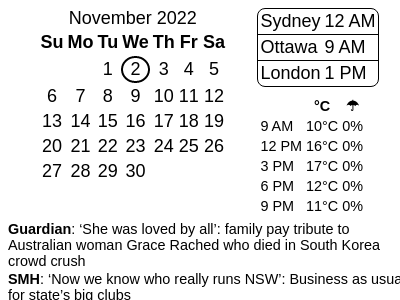 November 2022
Su Mo Tu We Th Fr Sa
1 2 3 4 5
6 7 8 9 10 11 12
13 14 15 16 17 18 19
20 21 22 23 24 25 26
27 28 29 30
Sydney 12 AM
Ottawa 9 AM
London 1 PM
°C ☂
9 AM 10°C 0%
12 PM 16°C 0%
3 PM 17°C 0%
6 PM 12°C 0%
9 PM 11°C 0%
Guardian: ‘She was loved by all’: family pay tribute to
Australian woman Grace Rached who died in South Korea
crowd crush
SMH: ‘Now we know who really runs NSW’: Business as usua
for state’s big clubs